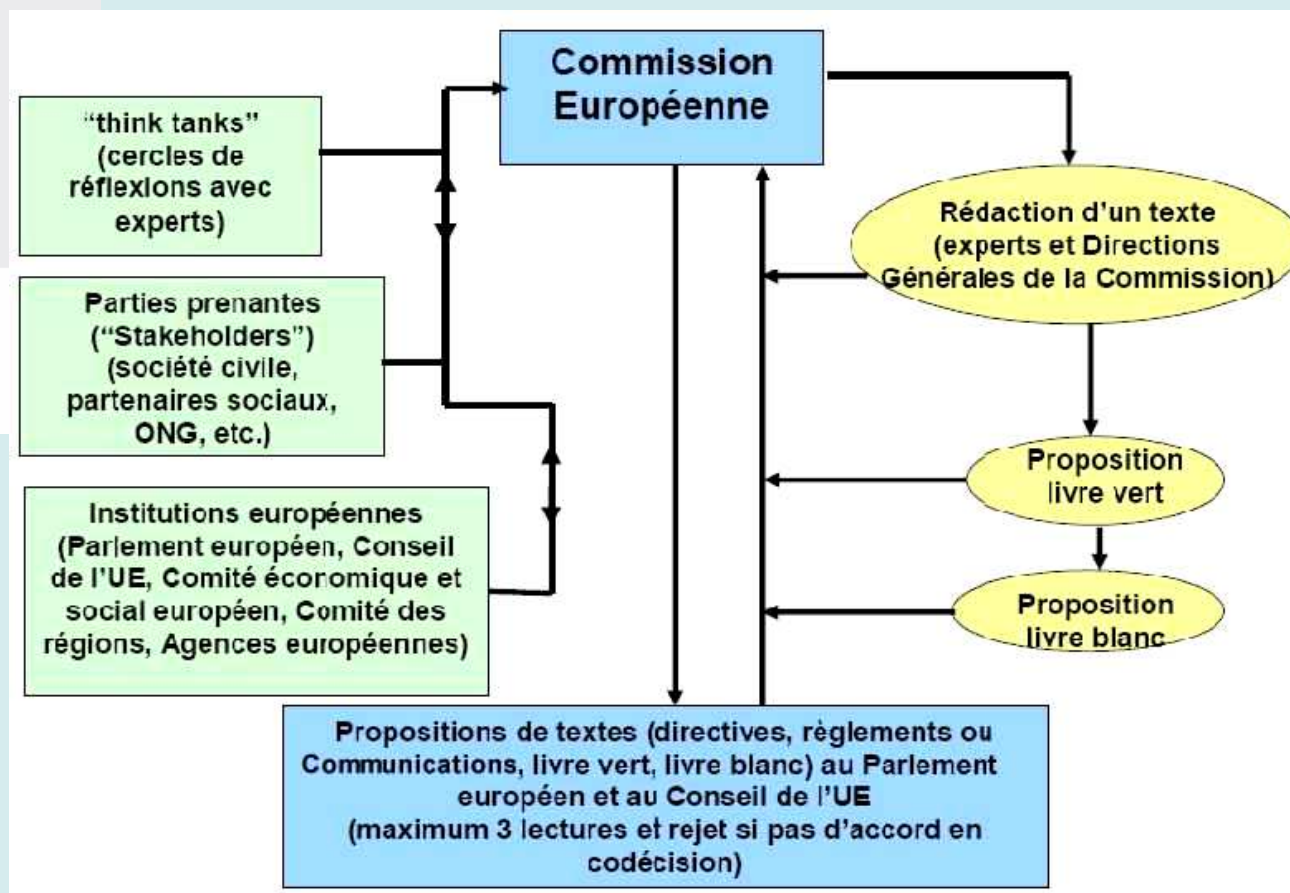 Commission
Européenne
"think tanks"
(cercles de
réflexions avec
experts)
Parties prenantes
("Stakeholders")
(société civile,
partenaires sociaux,
ONG, etc.)
Institutions européennes
(Parlement européen, Conseil
de l'UE, Comité économique et
social européen, Comité des
régions, Agences européennes)
Rédaction d'un texte
(experts et Directions
Générales de la Commission)
Proposition
livre vert
Proposition
livre blanc
Propositions de textes (directives, règlements ou
Communications, livre vert, livre blanc) au Parlement
européen et au Conseil de l'UE
(maximum 3 lectures et rejet si pas d'accord en
codécision)